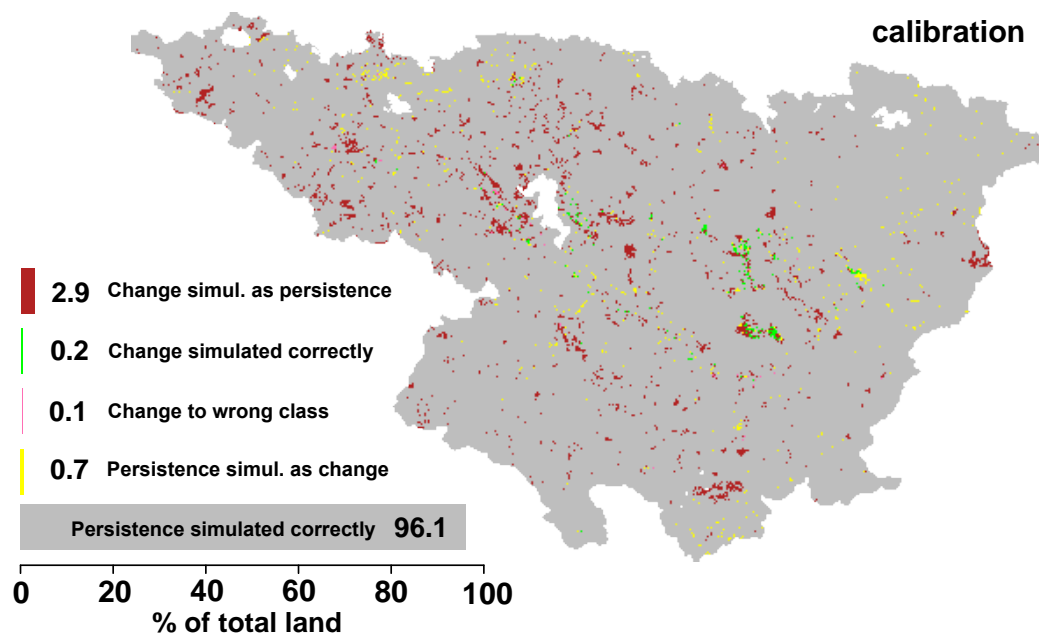 calibration
2.9 Change simul. as persistence
0.2 Change simulated correctly
0.1 Change to wrong class
0.7 Persistence simul. as change
Persistence simulated correctly 96.1
0 20 40 60 80 100
% of total land